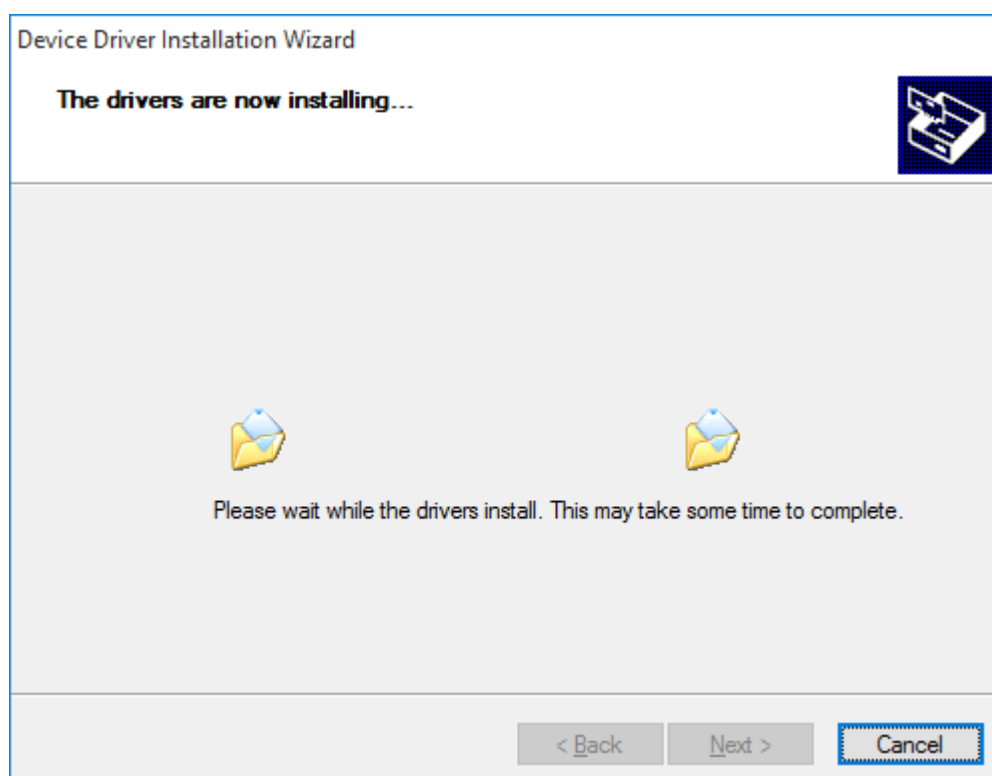 Device Driver Installation Wizard
The drivers are now installing...
Please wait while the drivers install. This may take some time to complete.
< Back Next > Cancel